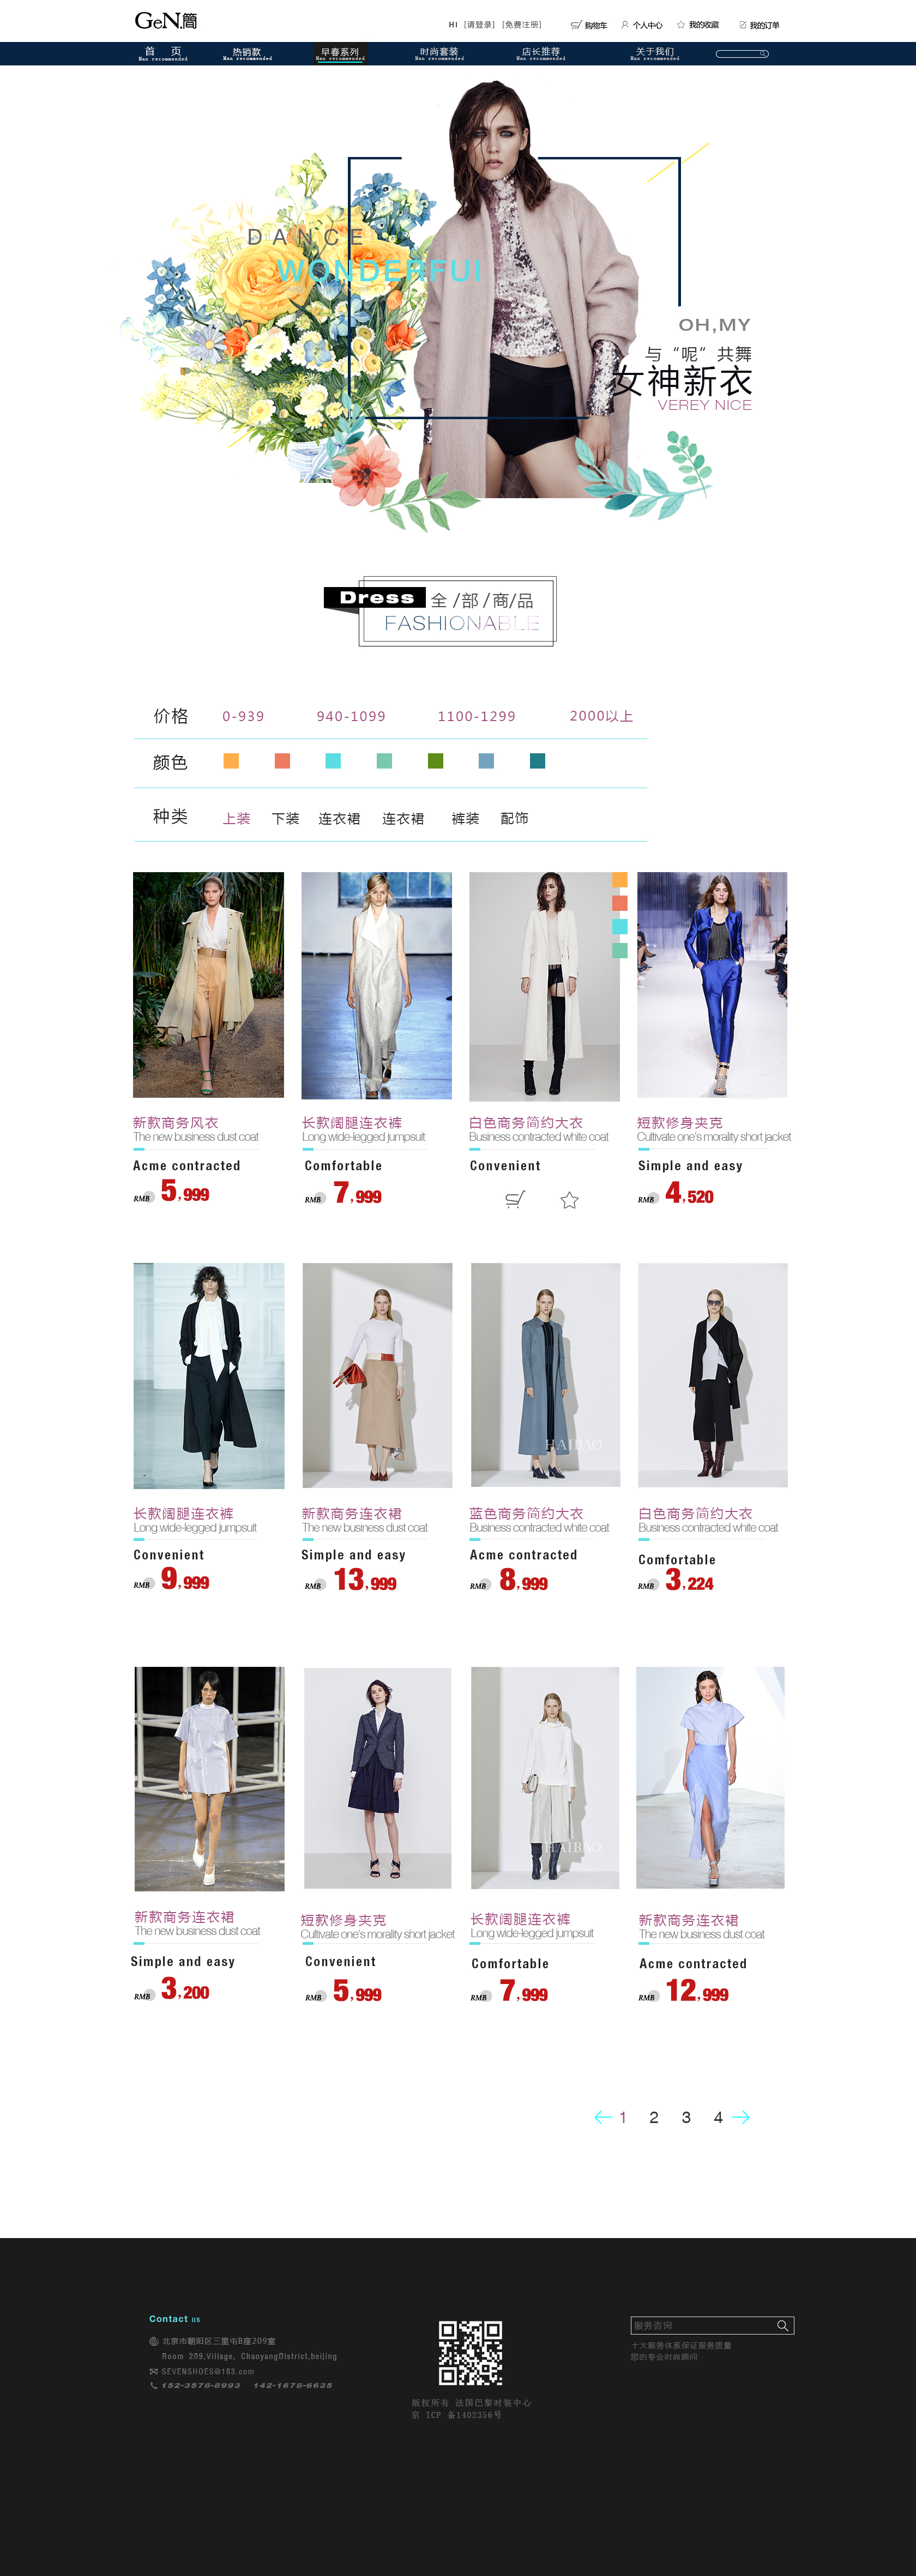 GeN.簡
HI [请登录] [免费注册] 购物车 个人中心 我的收藏 我的订单
首 页 热销款 早春系列 时尚套装 店长推荐 关于我们
Man recommended Man recommended Man recommended Man recommended Man recommended Man recommended
DANCE
WONDERFUI
OH,MY
与“呢”共舞
女神新衣
VEREY NICE
Dress 全/部/商/品
FASHIONABLE
价格 0-939 940-1099 1100-1299 2000以上
颜色
种类 上装 下装 连衣裙 连衣裙 裤装 配饰
新款商务风衣 长款阔腿连衣裤 白色商务简约大衣 短款修身夹克
The new business dust coat Long wide-legged jumpsuit Business contracted white coat Cultivate one's morality short jacket
Acme contracted Comfortable Convenient Simple and easy
RMB 5,999 RMB 7,999 RMB 4,520
HAIBAO
长款阔腿连衣裤 新款商务连衣裙 蓝色商务简约大衣 白色商务简约大衣
Long wide-legged jumpsuit The new business dust coat Business contracted white coat Business contracted white coat
Convenient Simple and easy Acme contracted Comfortable
RMB 9,999 RMB 13,999 RMB 8,999 RMB 3,224
HAIBAO
新款商务连衣裙 短款修身夹克 长款阔腿连衣裤 新款商务连衣裙
The new business dust coat Cultivate one's morality short jacket Long wide-legged jumpsuit The new business dust coat
Simple and easy Convenient Comfortable Acme contracted
RMB 3,200 RMB 5,999 RMB 7,999 RMB 12,999
1 2 3 4
Contact us
北京市朝阳区三里屯B座209室
Room 209,Village, ChaoyangDistrict,beijing
SEVENSHOES@163.com
152-3578-8993 142-1678-6635
版权所有 法国巴黎时装中心
京 ICP 备1402356号
服务咨询
十大服务体系保证服务质量
您的专业时尚顾问